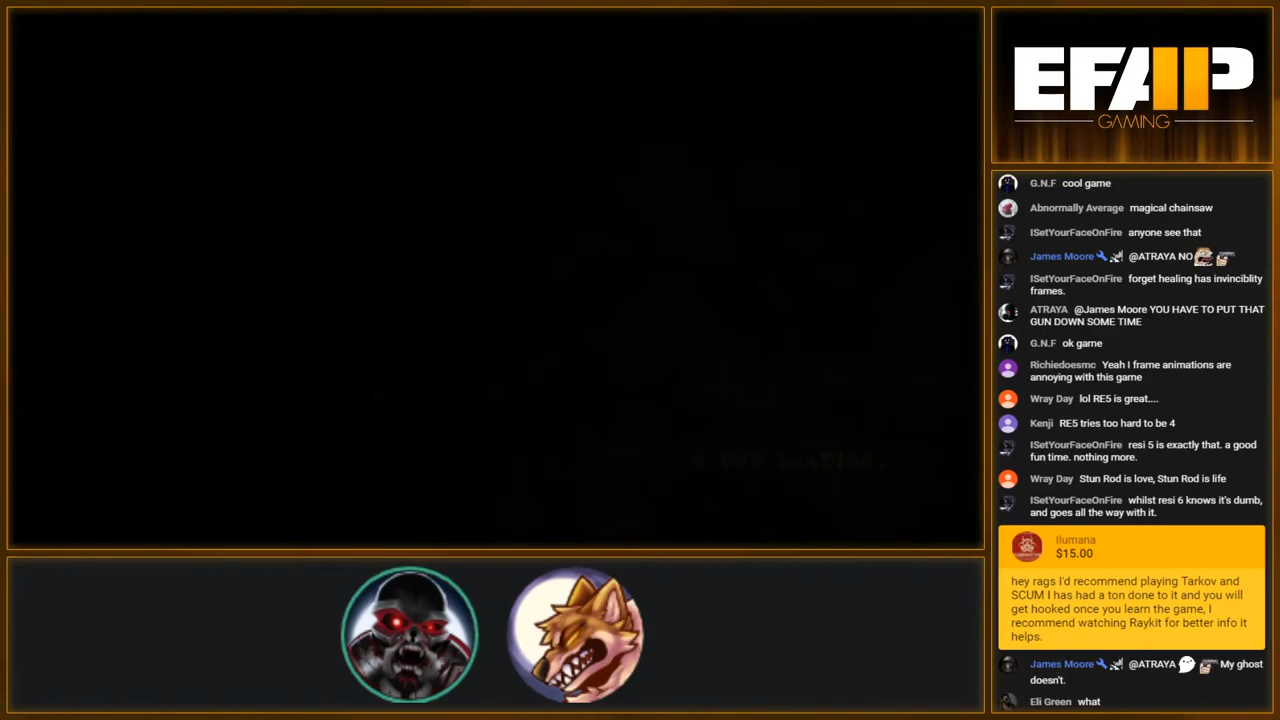 EFAP
GAMING
G.N.F cool game
Abnormally Average magical chainsaw
ISetYourFaceOnFire anyone see that
James Moore @ATRAYA NO
ISetYourFaceOnFire forget healing has invinciblity
frames.
ATRAYA @James Moore YOU HAVE TO PUT THAT
GUN DOWN SOME TIME
G.N.F ok game
Richiedoesmc Yeah I frame animations are
annoying with this game
Wray Day lol RE5 is great....
Kenji RE5 tries too hard to be 4
ISetYourFaceOnFire resi 5 is exactly that. a good
fun time. nothing more.
Wray Day Stun Rod is love, Stun Rod is life
ISetYourFaceOnFire whilst resi 6 knows it's dumb,
and goes all the way with it.
Ilumana
$15.00
hey rags I'd recommend playing Tarkov and
SCUM I has had a ton done to it and you will
get hooked once you learn the game, I
recommend watching Raykit for better info it
helps.
James Moore @ATRAYA My ghost
doesn't.
Eli Green what